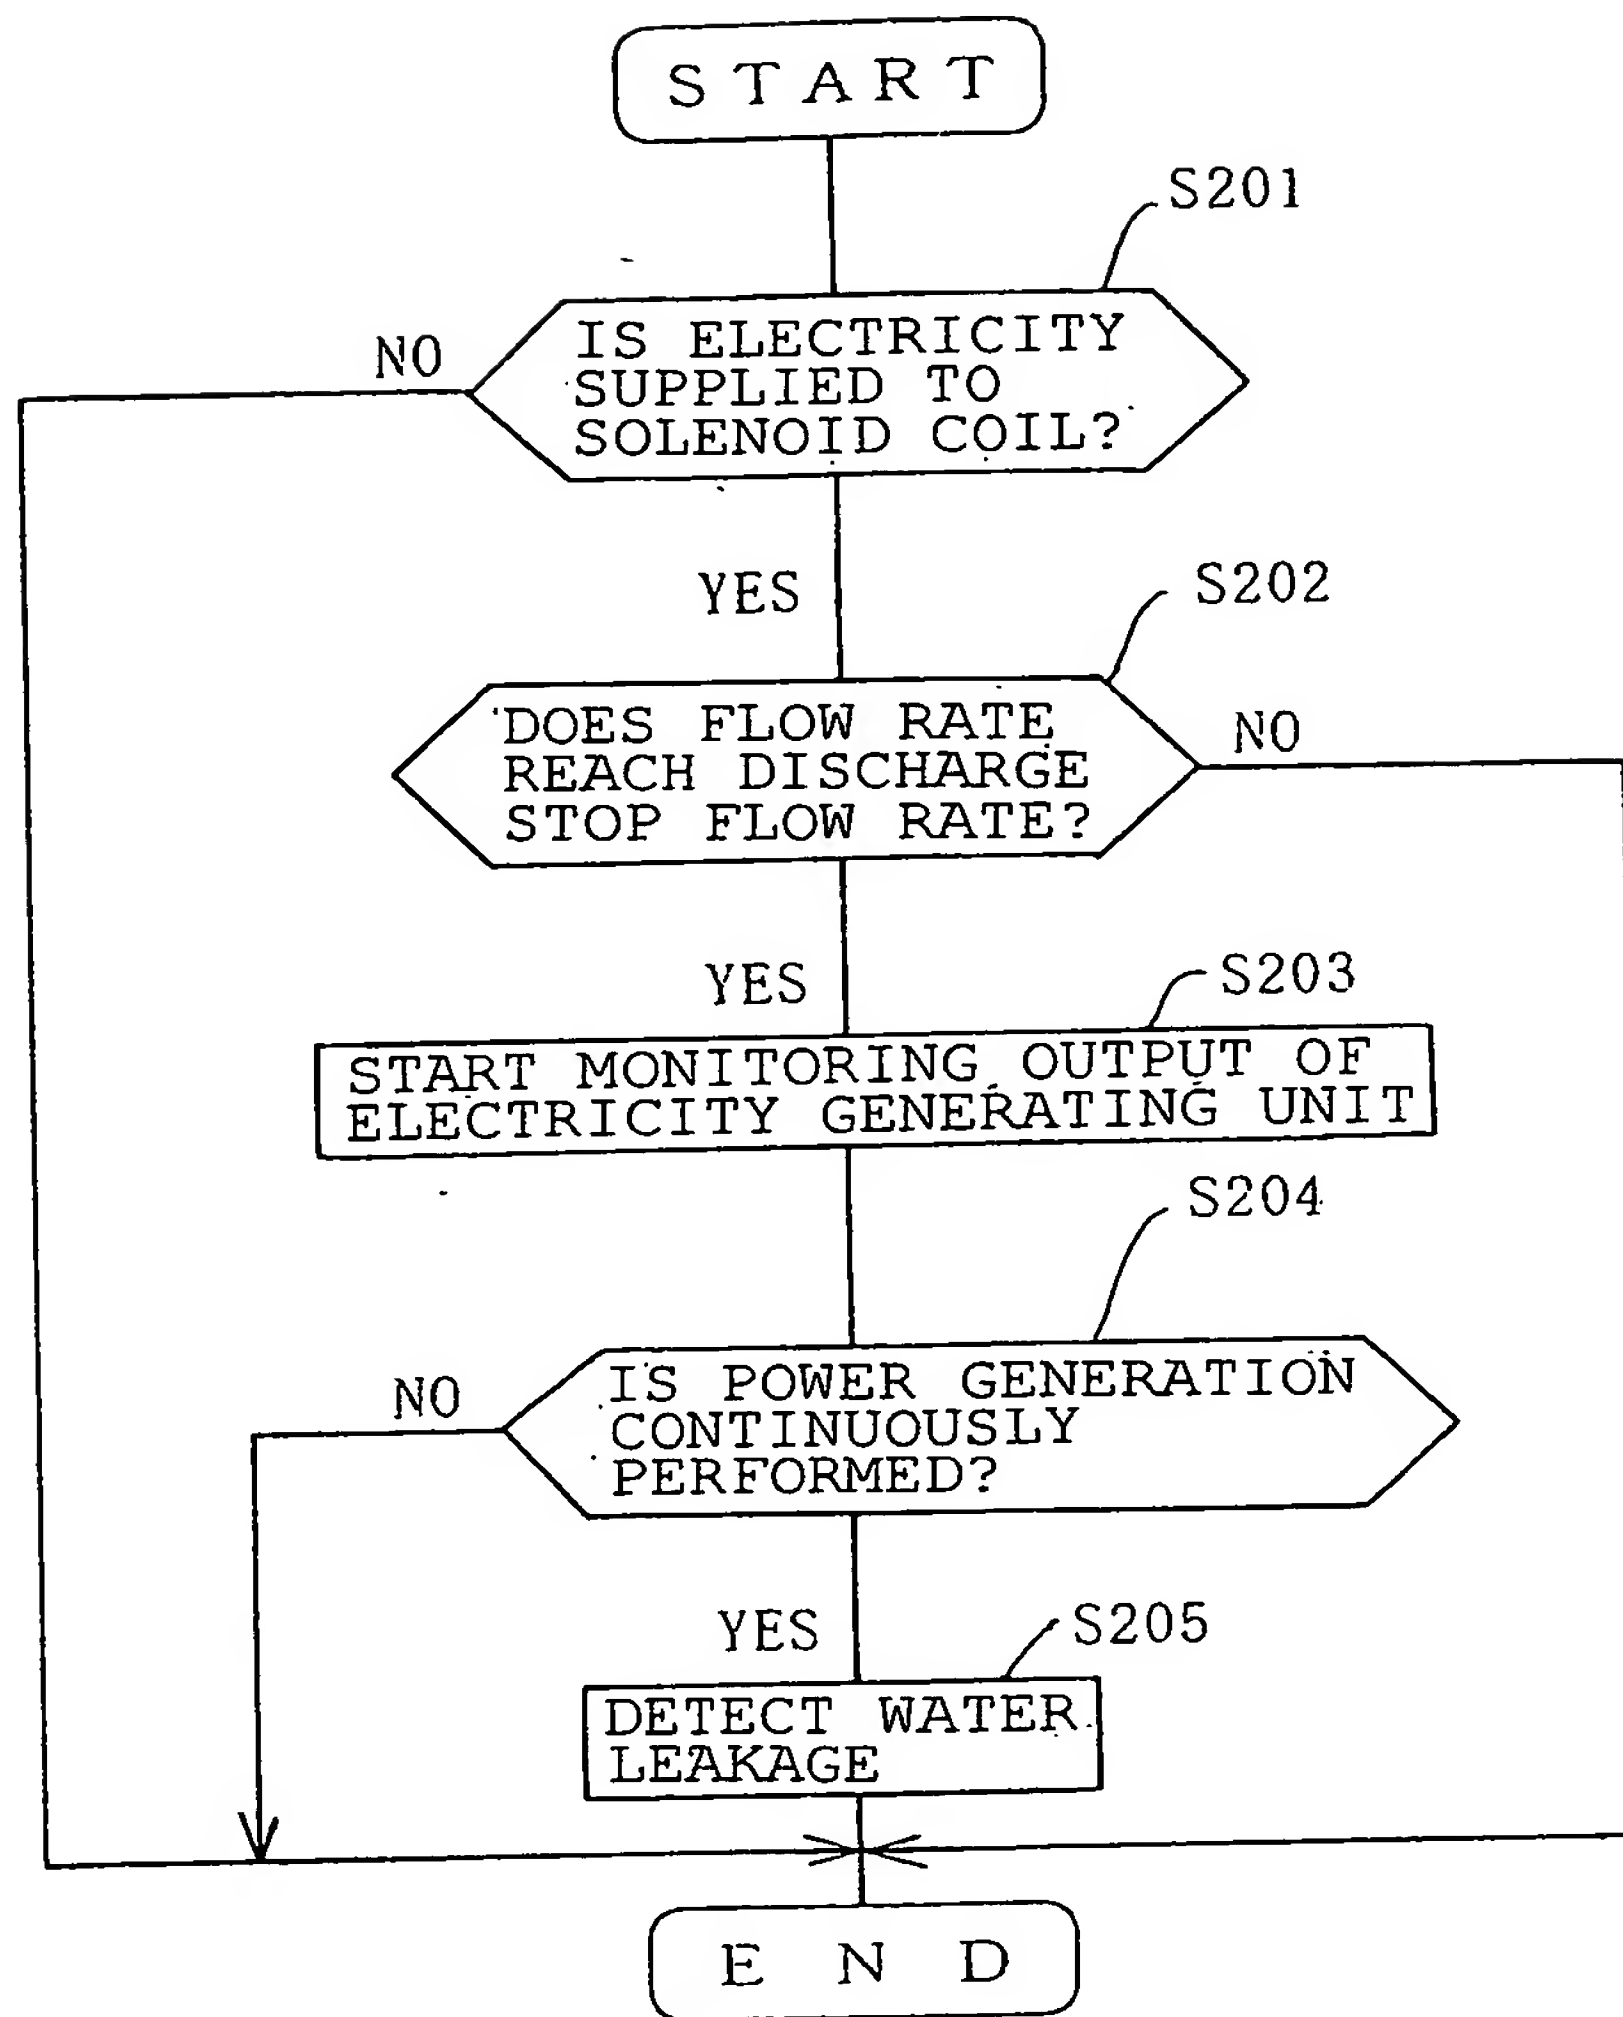 START
S201
NO
IS ELECTRICITY
SUPPLIED TO
SOLENOID COIL?
YES
S202
DOES FLOW RATE
REACH DISCHARGE
STOP FLOW RATE?
NO
YES
S203
START MONITORING OUTPUT OF
ELECTRICITY GENERATING UNIT
S204
NO
IS POWER GENERATION
CONTINUOUSLY
PERFORMED?
YES
S205
DETECT WATER
LEAKAGE
END